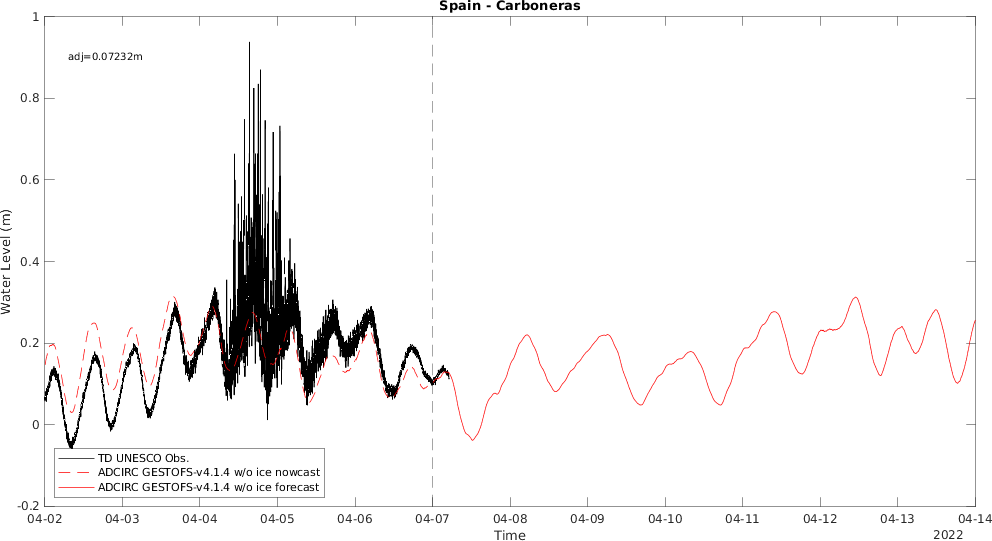 Spain - Carboneras
1
adj=0.07232m
0.8
0.6
0.4
0.2
0
-0.2
Water Level (m)
TD UNESCO Obs.
ADCIRC GESTOFS-v4.1.4 w/o ice nowcast
ADCIRC GESTOFS-v4.1.4 w/o ice forecast
04-02 04-03 04-04 04-05 04-06 04-07 04-08 04-09 04-10 04-11 04-12 04-13 04-14
Time
2022